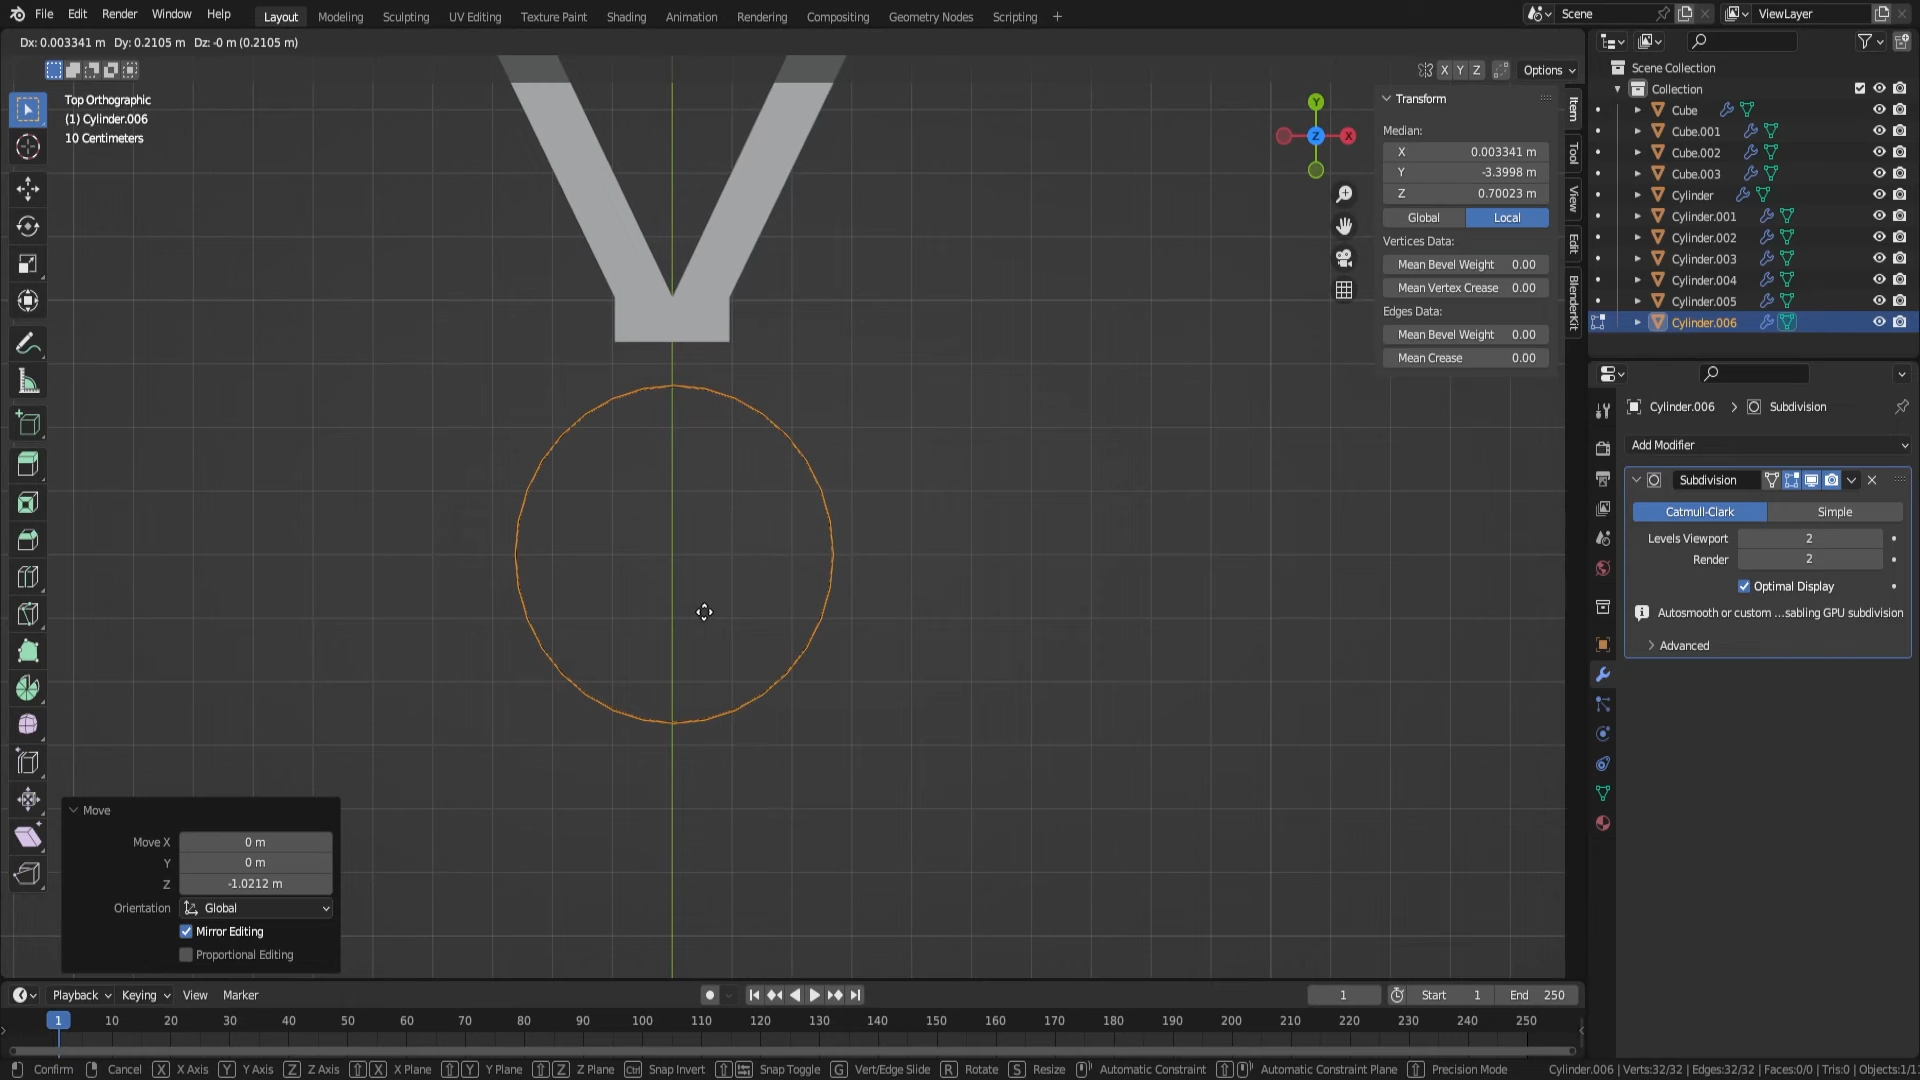 File Edit Render Window Help Layout Modeling Sculpting UV Editing Texture Paint Shading Animation Rendering Compositing Geometry Nodes Scripting + Scene ViewLayer
Dx: 0.003341 m Dy: 0.2105 m Dz: -0 m (0.2105 m)
X Y Z Options
Top Orthographic
(1) Cylinder.006
10 Centimeters
Y
X
Z
Transform
Median:
X 0.003341 m
Y -3.3998 m
Z 0.70023 m
Global Local
Vertices Data:
Mean Bevel Weight 0.00
Mean Vertex Crease 0.00
Edges Data:
Mean Bevel Weight 0.00
Mean Crease 0.00
Item
Tool
View
Edit
BlenderKit
Scene Collection
Collection
Cube
Cube.001
Cube.002
Cube.003
Cylinder
Cylinder.001
Cylinder.002
Cylinder.003
Cylinder.004
Cylinder.005
Cylinder.006
Cylinder.006 Subdivision
Add Modifier
Subdivision
Catmull-Clark Simple
Levels Viewport 2
Render 2
Optimal Display
Autosmooth or custom ...sabling GPU subdivision
Advanced
Move
Move X 0 m
Y 0 m
Z -1.0212 m
Orientation Global
Mirror Editing
Proportional Editing
Playback Keying View Marker 1 Start 1 End 250
1 10 20 30 40 50 60 70 80 90 100 110 120 130 140 150 160 170 180 190 200 210 220 230 240 250
Confirm Cancel X X Axis Y Y Axis Z Z Axis X X Plane Y Y Plane Z Z Plane Ctrl Snap Invert Snap Toggle G Vert/Edge Slide R Rotate S Resize Automatic Constraint Automatic Constraint Plane Precision Mode Cylinder.006 | Verts:32/32 | Edges:32/32 | Faces:0/0 | Tris:0 | Objects:1/1